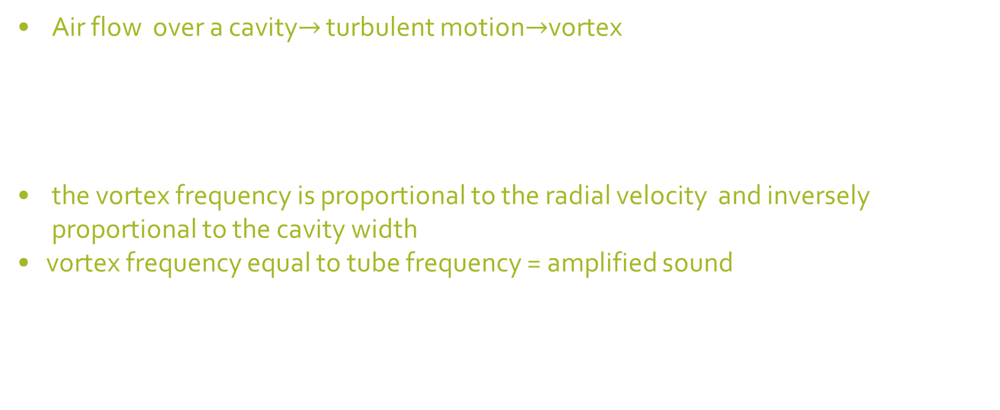 • Air flow over a cavity→ turbulent motion→vortex
• the vortex frequency is proportional to the radial velocity and inversely
proportional to the cavity width
• vortex frequency equal to tube frequency = amplified sound